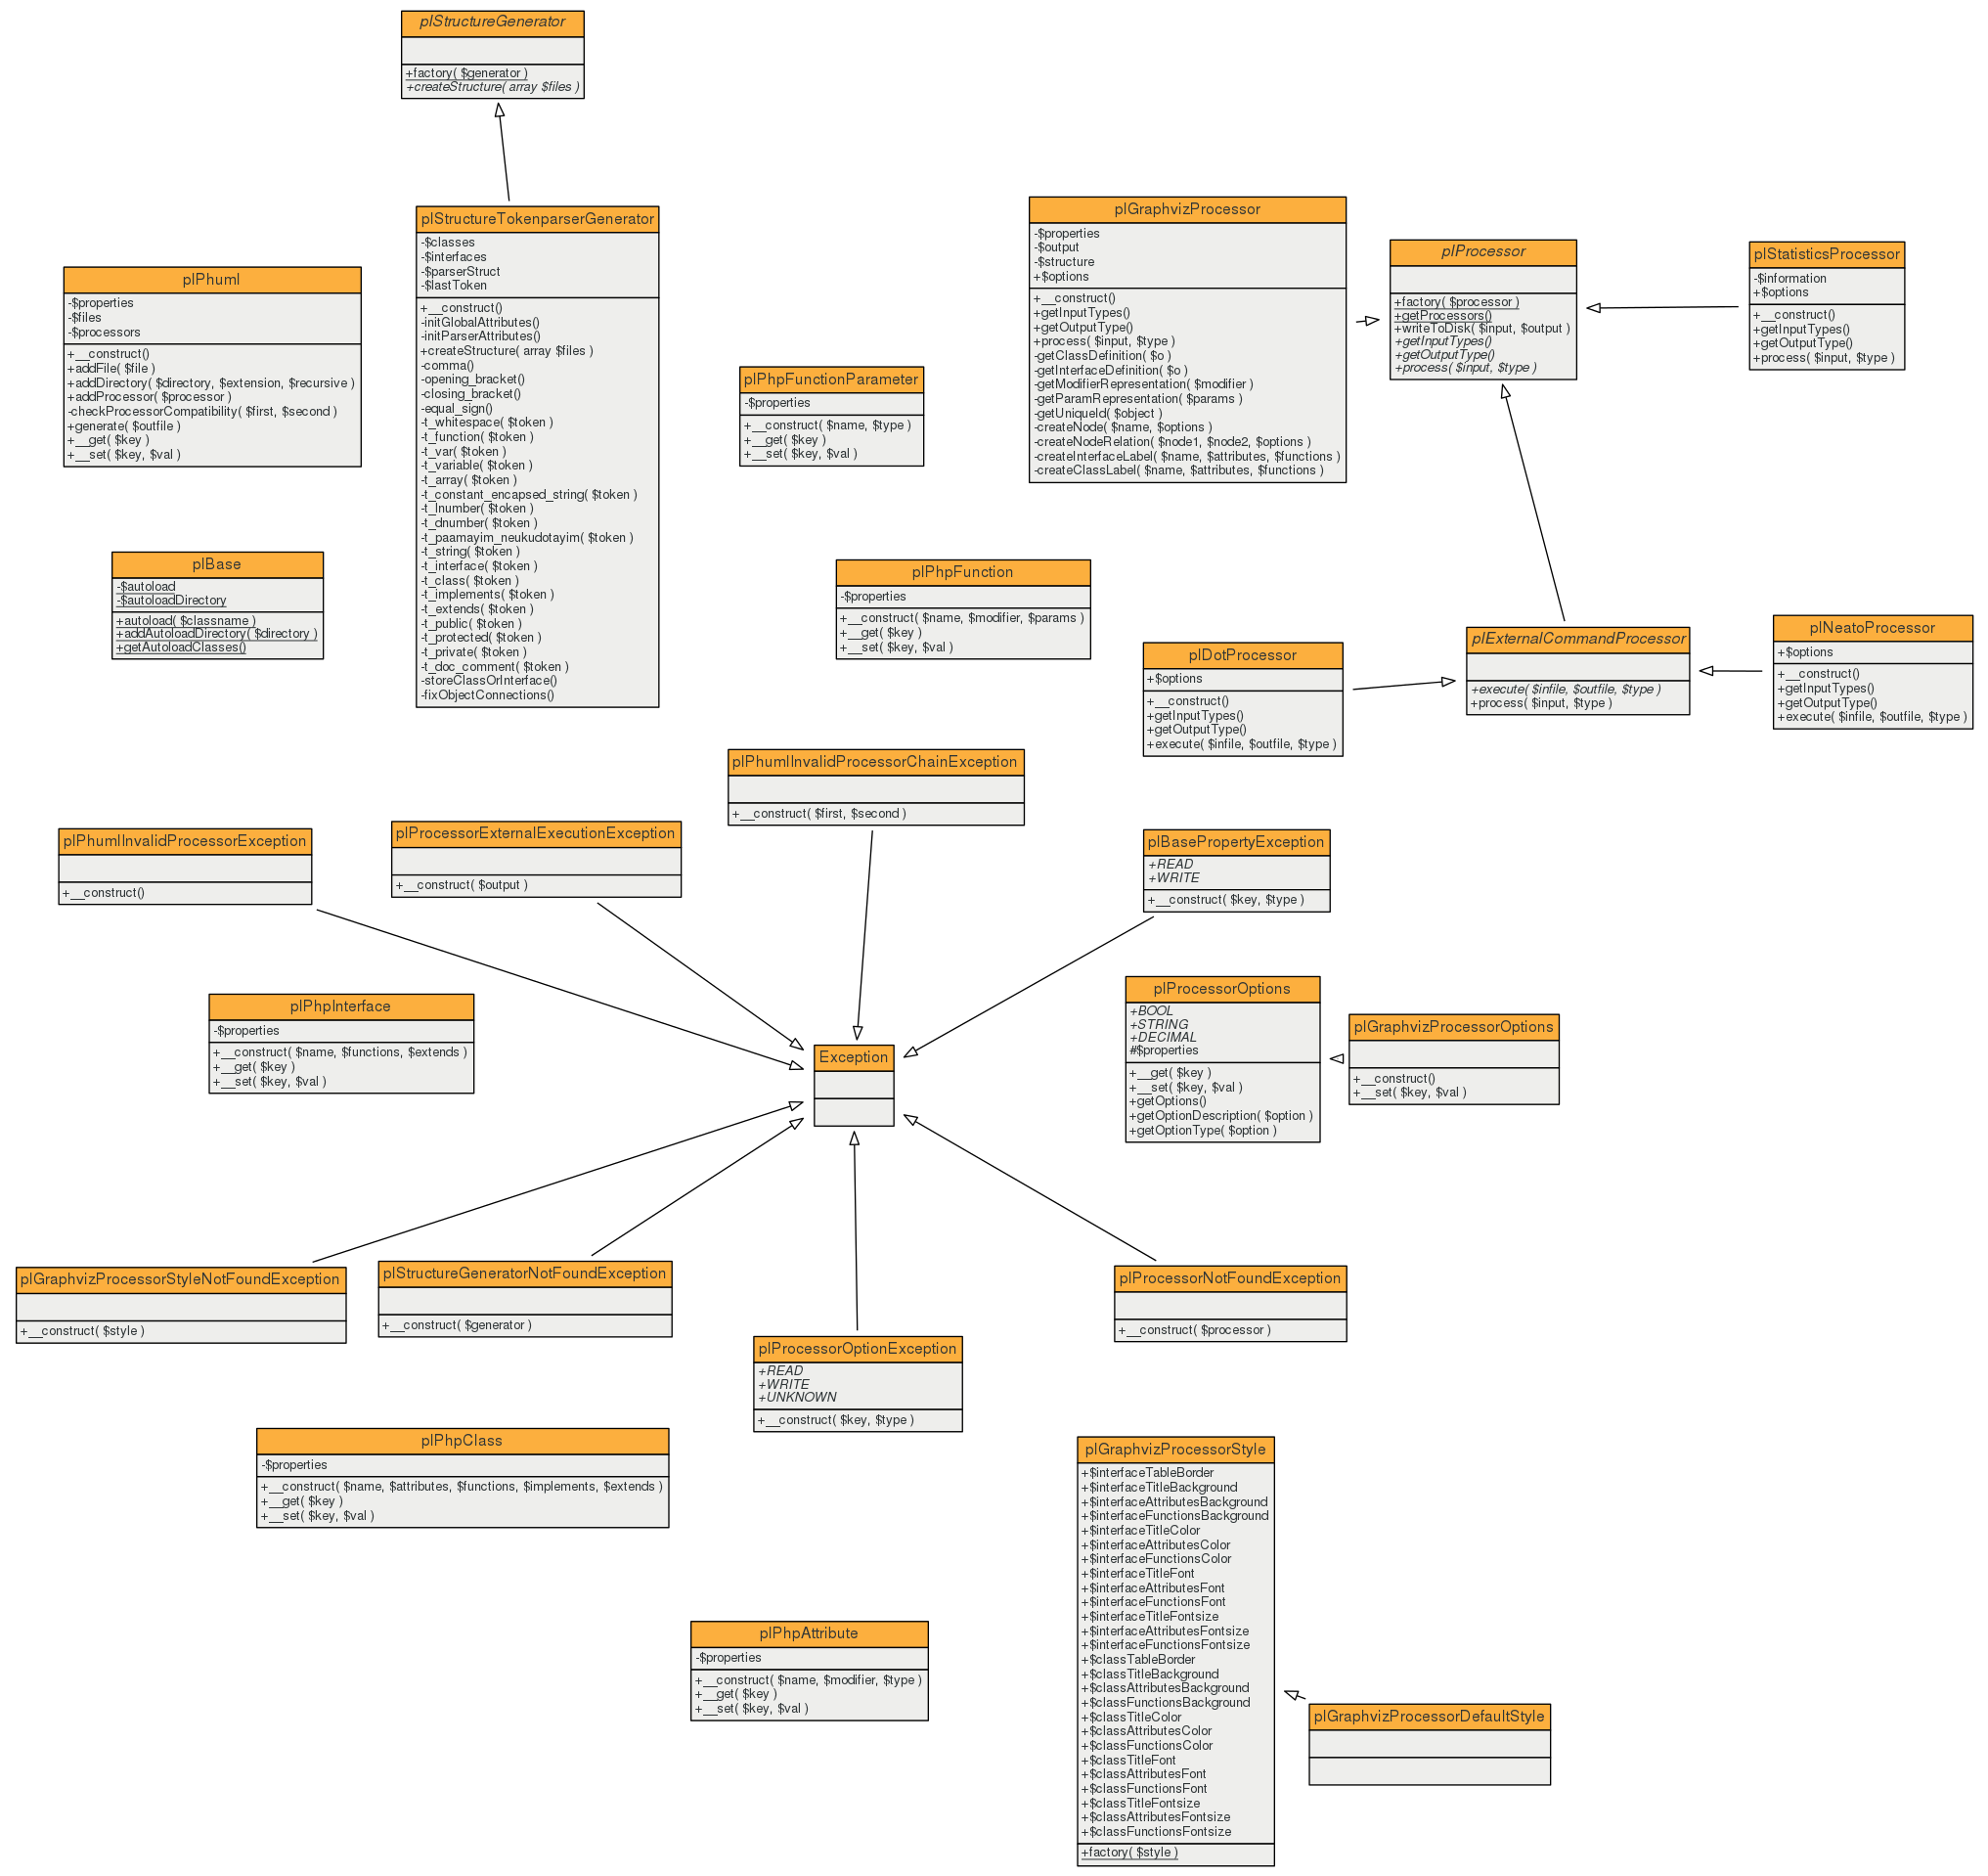 plStructureGenerator
+factory( $generator )
+createStructure( array $files )
plStructureTokenparserGenerator
-$classes
-$interfaces
-$parserStruct
-$lastToken
+__construct()
-initGlobalAttributes()
-initParserAttributes()
+createStructure( array $files )
-comma()
-opening_bracket()
-closing_bracket()
-equal_sign()
-t_whitespace( $token )
-t_function( $token )
-t_var( $token )
-t_variable( $token )
-t_array( $token )
-t_constant_encapsed_string( $token )
-t_lnumber( $token )
-t_dnumber( $token )
-t_paamayim_neukudotayim( $token )
-t_string( $token )
-t_interface( $token )
-t_class( $token )
-t_implements( $token )
-t_extends( $token )
-t_public( $token )
-t_protected( $token )
-t_private( $token )
-t_doc_comment( $token )
-storeClassOrInterface()
-fixObjectConnections()
plGraphvizProcessor
-$properties
-$output
-$structure
+$options
+__construct()
+getInputTypes()
+getOutputType()
+process( $input, $type )
-getClassDefinition( $o )
-getInterfaceDefinition( $o )
-getModifierRepresentation( $modifier )
-getParamRepresentation( $params )
-getUniqueId( $object )
-createNode( $name, $options )
-createNodeRelation( $node1, $node2, $options )
-createInterfaceLabel( $name, $attributes, $functions )
-createClassLabel( $name, $attributes, $functions )
plProcessor
+factory( $processor )
+getProcessors()
+writeToDisk( $input, $output )
+getInputTypes()
+getOutputType()
+process( $input, $type )
plStatisticsProcessor
-$information
+$options
+__construct()
+getInputTypes()
+getOutputType()
+process( $input, $type )
plPhuml
-$properties
-$files
-$processors
+__construct()
+addFile( $file )
+addDirectory( $directory, $extension, $recursive )
+addProcessor( $processor )
-checkProcessorCompatibility( $first, $second )
+generate( $outfile )
+__get( $key )
+__set( $key, $val )
plPhpFunctionParameter
-$properties
+__construct( $name, $type )
+__get( $key )
+__set( $key, $val )
plBase
-$autoload
-$autoloadDirectory
+autoload( $classname )
+addAutoloadDirectory( $directory )
+getAutoloadClasses()
plPhpFunction
-$properties
+__construct( $name, $modifier, $params )
+__get( $key )
+__set( $key, $val )
plDotProcessor
+$options
+__construct()
+getInputTypes()
+getOutputType()
+execute( $infile, $outfile, $type )
plExternalCommandProcessor
+execute( $infile, $outfile, $type )
+process( $input, $type )
plNeatoProcessor
+$options
+__construct()
+getInputTypes()
+getOutputType()
+execute( $infile, $outfile, $type )
plPhumlInvalidProcessorChainException
+__construct( $first, $second )
plPhumlInvalidProcessorException
+__construct()
plProcessorExternalExecutionException
+__construct( $output )
plBasePropertyException
+READ
+WRITE
+__construct( $key, $type )
plPhpInterface
-$properties
+__construct( $name, $functions, $extends )
+__get( $key )
+__set( $key, $val )
Exception
plProcessorOptions
+BOOL
+STRING
+DECIMAL
#$properties
+__get( $key )
+__set( $key, $val )
+getOptions()
+getOptionDescription( $option )
+getOptionType( $option )
plGraphvizProcessorOptions
+__construct()
+__set( $key, $val )
plGraphvizProcessorStyleNotFoundException
+__construct( $style )
plStructureGeneratorNotFoundException
+__construct( $generator )
plProcessorOptionException
+READ
+WRITE
+UNKNOWN
+__construct( $key, $type )
plProcessorNotFoundException
+__construct( $processor )
plPhpClass
-$properties
+__construct( $name, $attributes, $functions, $implements, $extends )
+__get( $key )
+__set( $key, $val )
plPhpAttribute
-$properties
+__construct( $name, $modifier, $type )
+__get( $key )
+__set( $key, $val )
plGraphvizProcessorStyle
+$interfaceTableBorder
+$interfaceTitleBackground
+$interfaceAttributesBackground
+$interfaceFunctionsBackground
+$interfaceTitleColor
+$interfaceAttributesColor
+$interfaceFunctionsColor
+$interfaceTitleFont
+$interfaceAttributesFont
+$interfaceFunctionsFont
+$interfaceTitleFontsize
+$interfaceAttributesFontsize
+$interfaceFunctionsFontsize
+$classTableBorder
+$classTitleBackground
+$classAttributesBackground
+$classFunctionsBackground
+$classTitleColor
+$classAttributesColor
+$classFunctionsColor
+$classTitleFont
+$classAttributesFont
+$classFunctionsFont
+$classTitleFontsize
+$classAttributesFontsize
+$classFunctionsFontsize
+factory( $style )
plGraphvizProcessorDefaultStyle